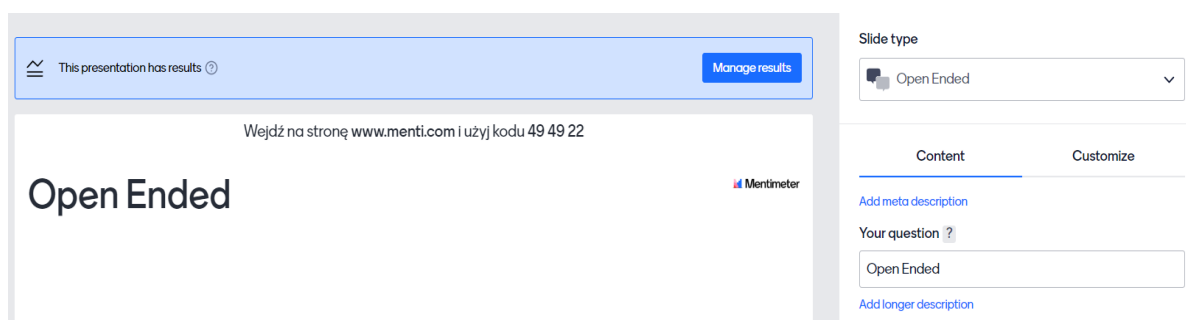 This presentation has results ?
Manage results
Wejdź na stronę www.menti.com i użyj kodu 49 49 22
Open Ended
Mentimeter
Slide type
Open Ended
Content
Customize
Add meta description
Your question ?
Open Ended
Add longer description